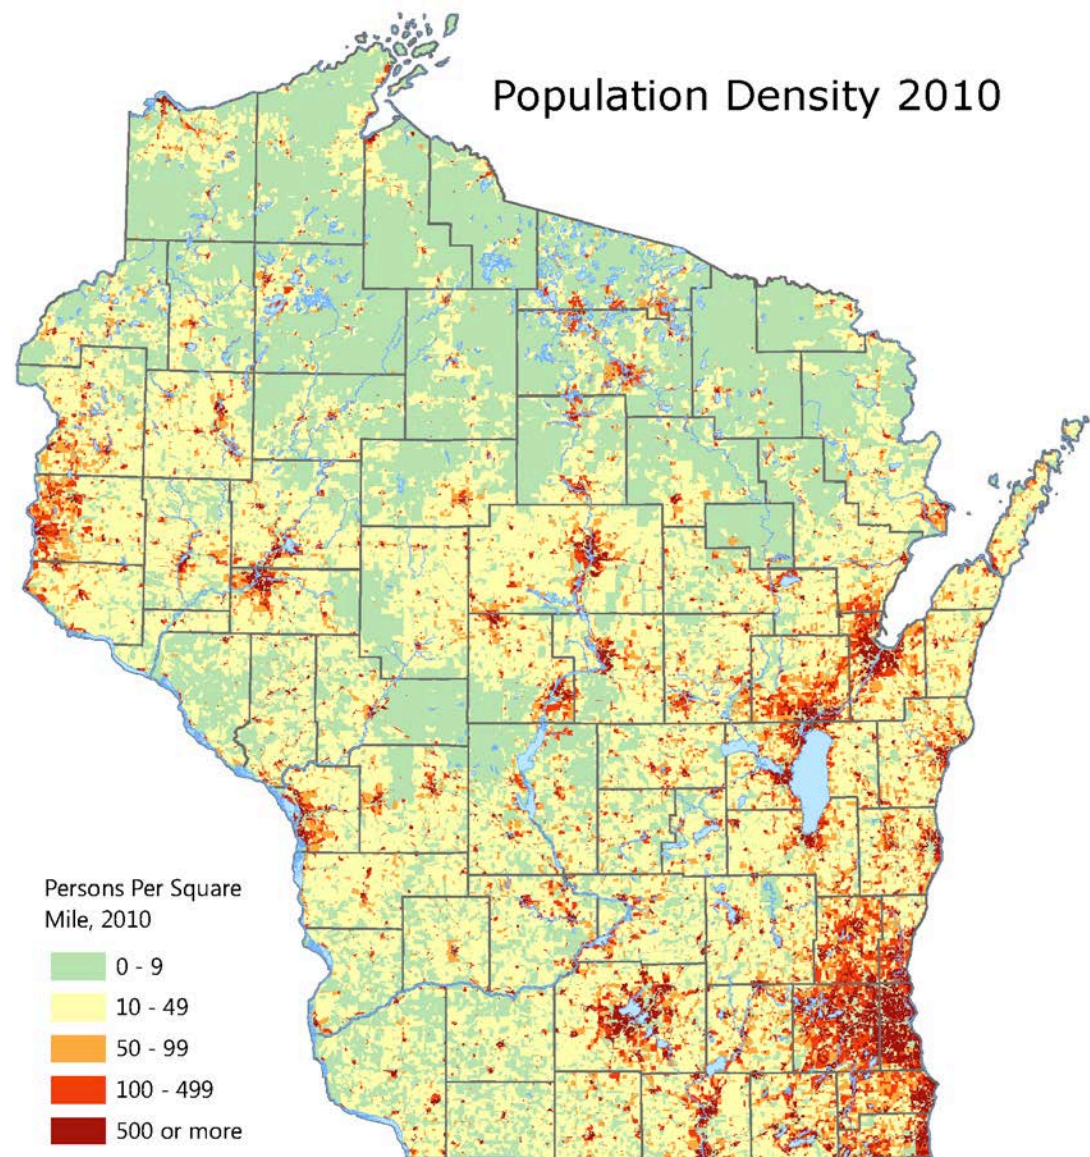 Population Density 2010
Persons Per Square
Mile, 2010
0 - 9
10 - 49
50 - 99
100 - 499
500 or more